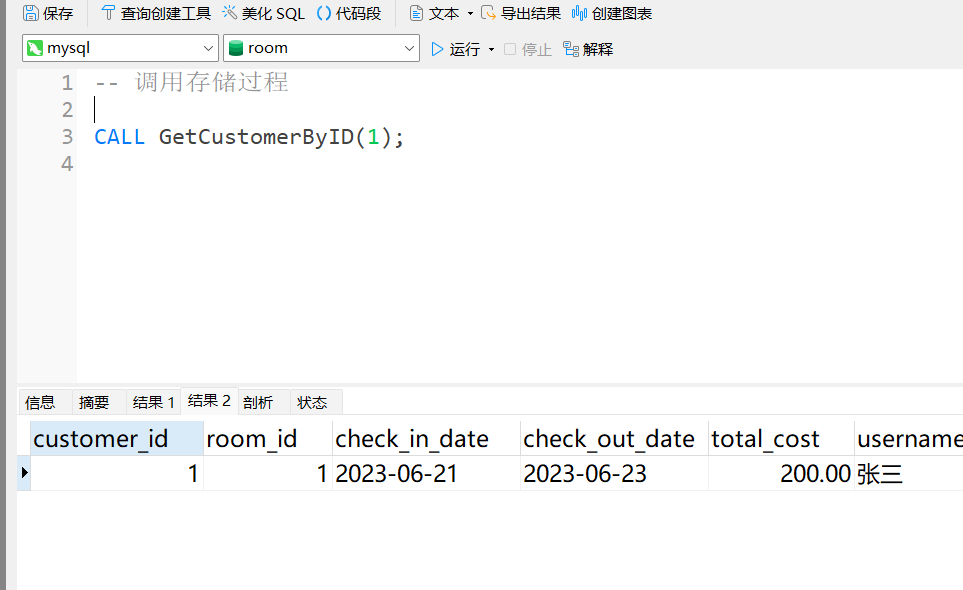 保存 查询创建工具 美化 SQL () 代码段 文本 导出结果 创建图表
mysql room 运行 停止 解释
1 -- 调用存储过程
2
3 CALL GetCustomerByID(1);
4
信息 摘要 结果 1 结果 2 剖析 状态
customer_id room_id check_in_date check_out_date total_cost username
1 1 2023-06-21 2023-06-23 200.00 张三